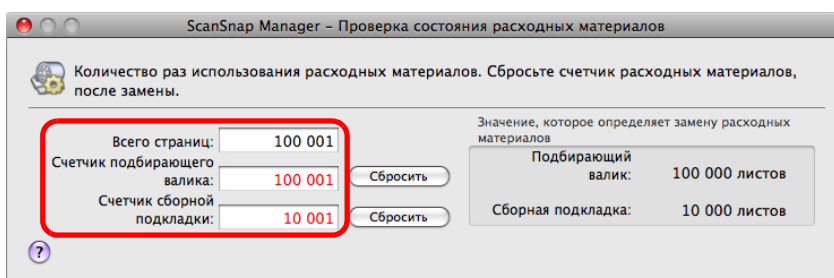 ScanSnap Manager – Проверка состояния расходных материалов
Количество раз использования расходных материалов. Сбросьте счетчик расходных материалов,
после замены.
Всего страниц: 100 001
Счетчик подбирающего
валика: 100 001 Сбросить
Счетчик сборной
подкладки: 10 001 Сбросить
Значение, которое определяет замену расходных
материалов
Подбирающий
валик: 100 000 листов
Сборная подкладка: 10 000 листов
?